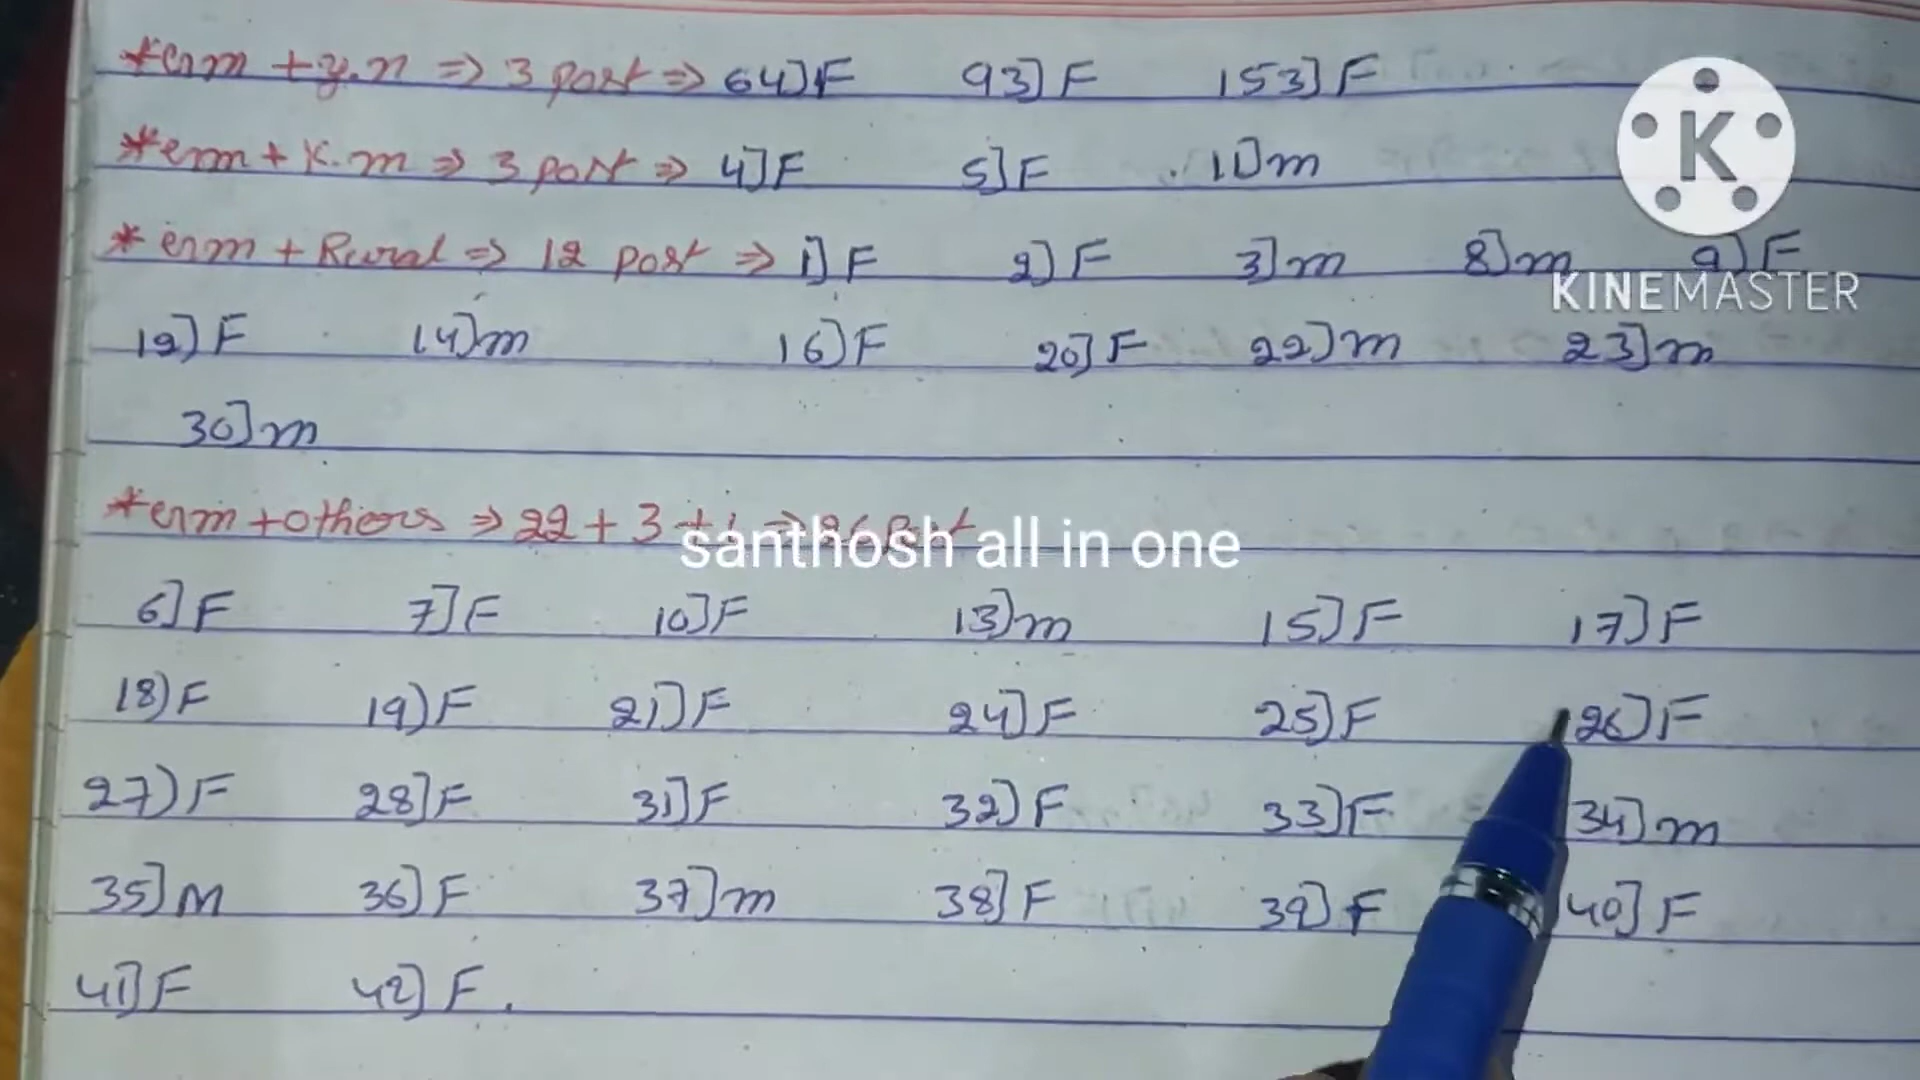 *erm + y.n ⇒ 3 post ⇒ 64]F 93]F 153]F
*erm + K.m ⇒ 3 post ⇒ 4]F 5]F 11]m
*erm + Rural ⇒ 12 post ⇒ 1]F 2)F 3]m 8]m 9]F
12]F 14]m 16]F 20]F 22]m 23]m
30]m
*erm + others ⇒ 22 + 3 + 1 ⇒ 26 post
6]F 7]F 10]F 13]m 15]F 17]F
18)F 19)F 21]F 24]F 25]F 26]F
27)F 28]F 31]F 32)F 33]F 34]m
35]M 36]F 37]m 38]F 39]F 40]F
41]F 42]F.
K
KINEMASTER
santhosh all in one